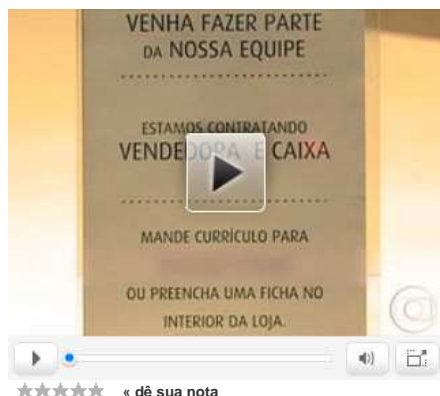 VENHA FAZER PARTE
DA NOSSA EQUIPE
ESTAMOS CONTRATANDO
VENDEDORA E CAIXA
MANDE CURRÍCULO PARA
OU PREENCHA UMA FICHA NO
INTERIOR DA LOJA.
« dê sua nota